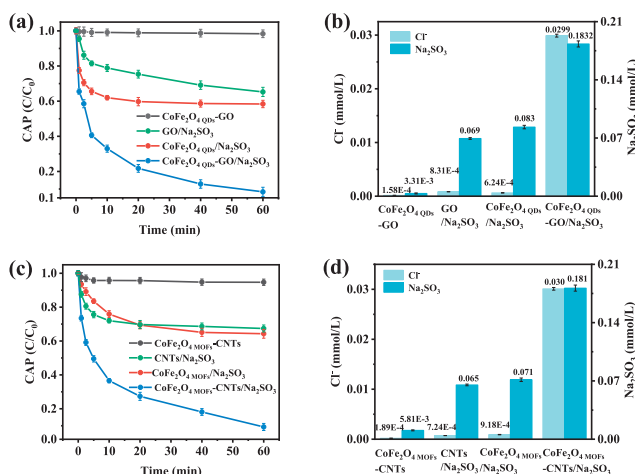 (a)
CAP (C/C₀)
1.0
0.8
0.6
0.4
0.2
0.1
CoFe₂O₄ QDs-GO
GO/Na₂SO₃
CoFe₂O₄ QDs/Na₂SO₃
CoFe₂O₄ QDs-GO/Na₂SO₃
0 10 20 30 40 50 60
Time (min)
(b)
Cl⁻ (mmol/L)
0.03
0.01
0.00
Cl⁻
Na₂SO₃
1.58E-4
3.31E-3
8.31E-4
0.069
6.24E-4
0.083
0.0299
0.1832
CoFe₂O₄ QDs
-GO
GO
/Na₂SO₃
CoFe₂O₄ QDs
/Na₂SO₃
CoFe₂O₄ QDs
-GO/Na₂SO₃
0.21
0.14
0.07
0.00
Na₂SO₃ (mmol/L)
(c)
CAP (C/C₀)
1.0
0.8
0.6
0.4
0.2
0.0
CoFe₂O₄ MOFs-CNTs
CNTs/Na₂SO₃
CoFe₂O₄ MOFs/Na₂SO₃
CoFe₂O₄ MOFs-CNTs/Na₂SO₃
0 10 20 30 40 50 60
Time (min)
(d)
Cl⁻ (mmol/L)
0.03
0.01
0.00
Cl⁻
Na₂SO₃
1.89E-4
5.81E-3
7.24E-4
0.065
9.18E-4
0.071
0.030
0.181
CoFe₂O₄ MOFs
-CNTs
CNTs
/Na₂SO₃
CoFe₂O₄ MOFs
/Na₂SO₃
CoFe₂O₄ MOFs
-CNTs/Na₂SO₃
0.21
0.14
0.07
0.00
Na₂SO₃ (mmol/L)